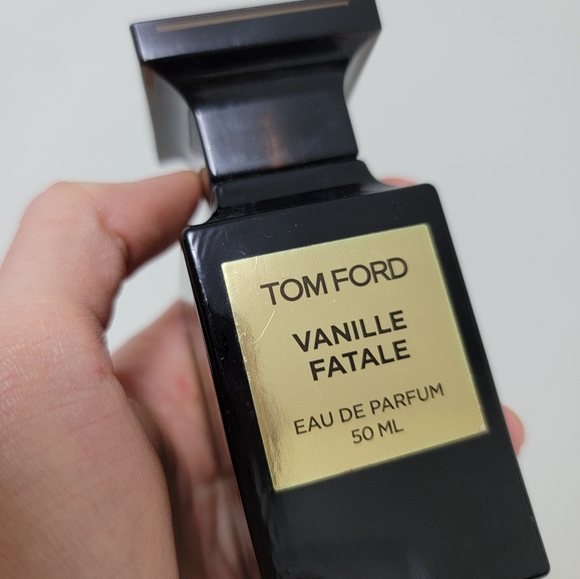 TOM FORD
VANILLE
FATALE
EAU DE PARFUM
50 ML